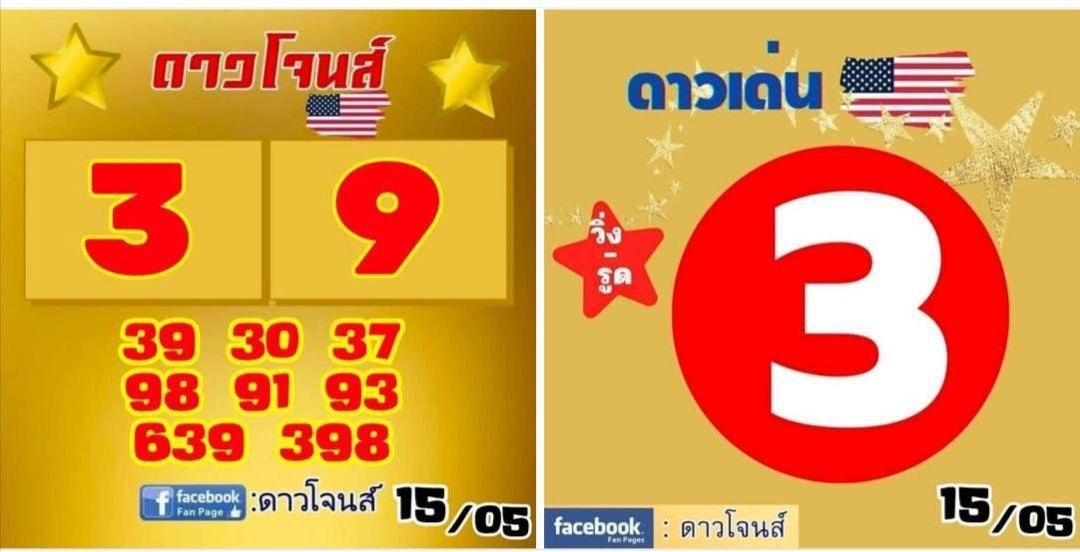 ดาวโจนส์
3 9
39 30 37
98 91 93
639 398
facebook :ดาวโจนส์ 15/05
Fan Page
ดาวเด่น
วิ่ง
-
รูด
3
15/05
facebook. : ดาวโจนส์
Fan Pages